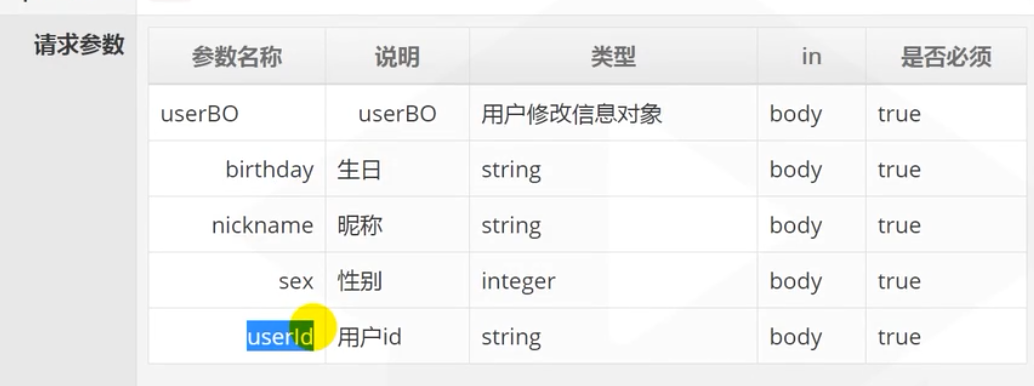 请求参数
参数名称 说明 类型 in 是否必须
userBO userBO 用户修改信息对象 body true
birthday 生日 string body true
nickname 昵称 string body true
sex 性别 integer body true
userId 用户id string body true